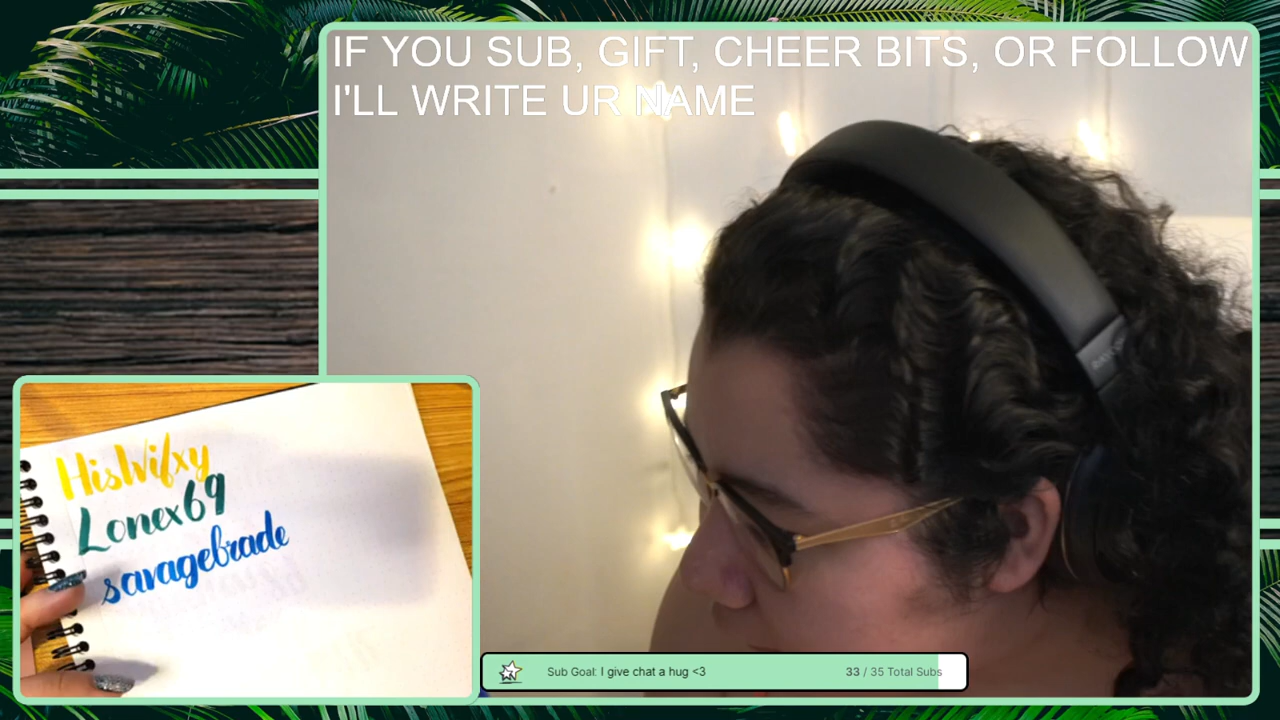 IF YOU SUB, GIFT, CHEER BITS, OR FOLLOW
I'LL WRITE UR NAME
HisWifxy
Lonex69
savagebrade
Sub Goal: I give chat a hug <3 33 / 35 Total Subs